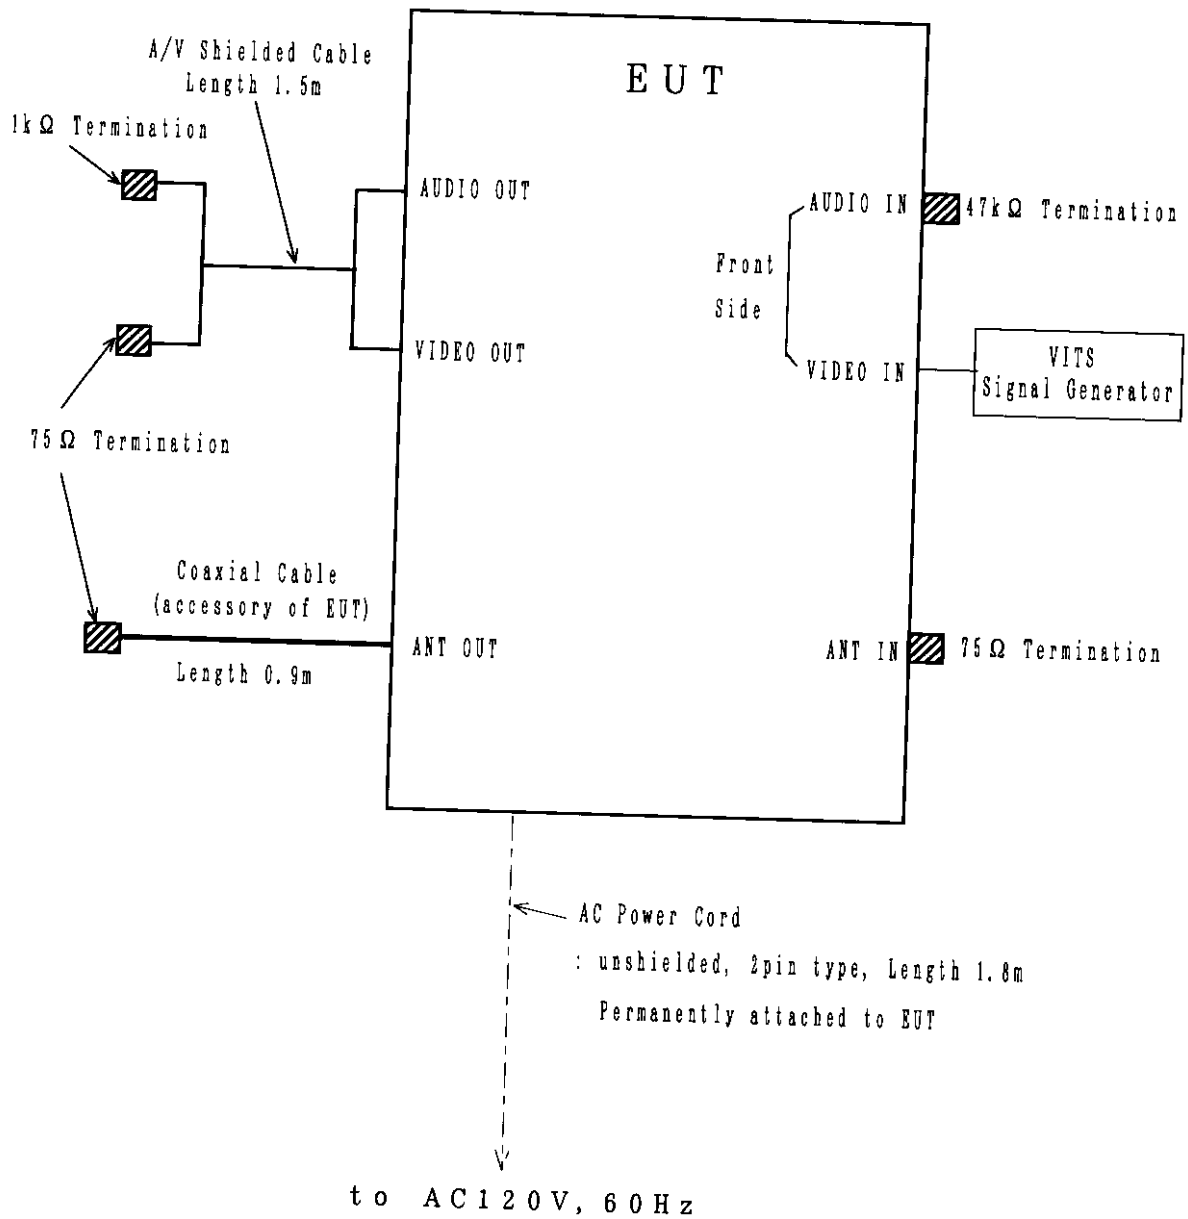 A/V Shielded Cable
Length 1.5m
EUT
1kΩ Termination
AUDIO OUT
AUDIO IN
47kΩ Termination
Front
Side
VIDEO OUT
VIDEO IN
VITS
Signal Generator
75Ω Termination
Coaxial Cable
(accessory of EUT)
ANT OUT
ANT IN
75Ω Termination
Length 0.9m
AC Power Cord
: unshielded, 2pin type, Length 1.8m
Permanently attached to EUT
to AC120V, 60Hz